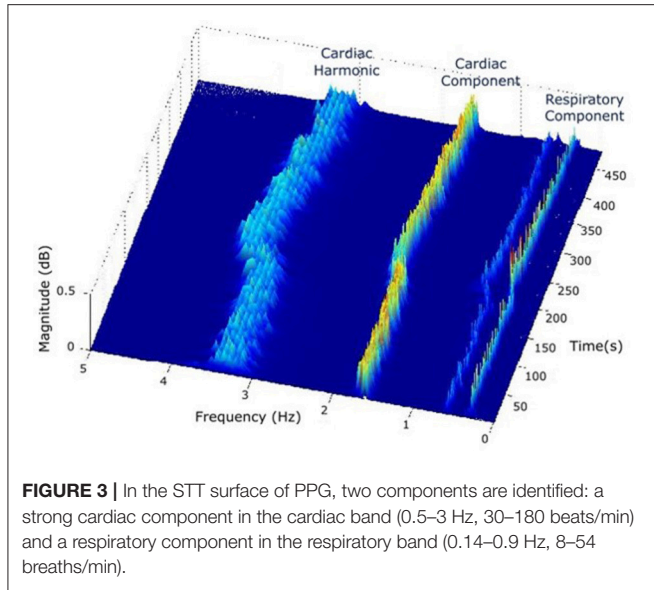 Cardiac
Harmonic
Cardiac
Component
Respiratory
Component
Magnitude (dB)
0.5
0
5
4
3
2
1
0
Frequency (Hz)
450
400
350
300
250
200
150
100
50
Time(s)
FIGURE 3 | In the STT surface of PPG, two components are identified: a
strong cardiac component in the cardiac band (0.5–3 Hz, 30–180 beats/min)
and a respiratory component in the respiratory band (0.14–0.9 Hz, 8–54
breaths/min).